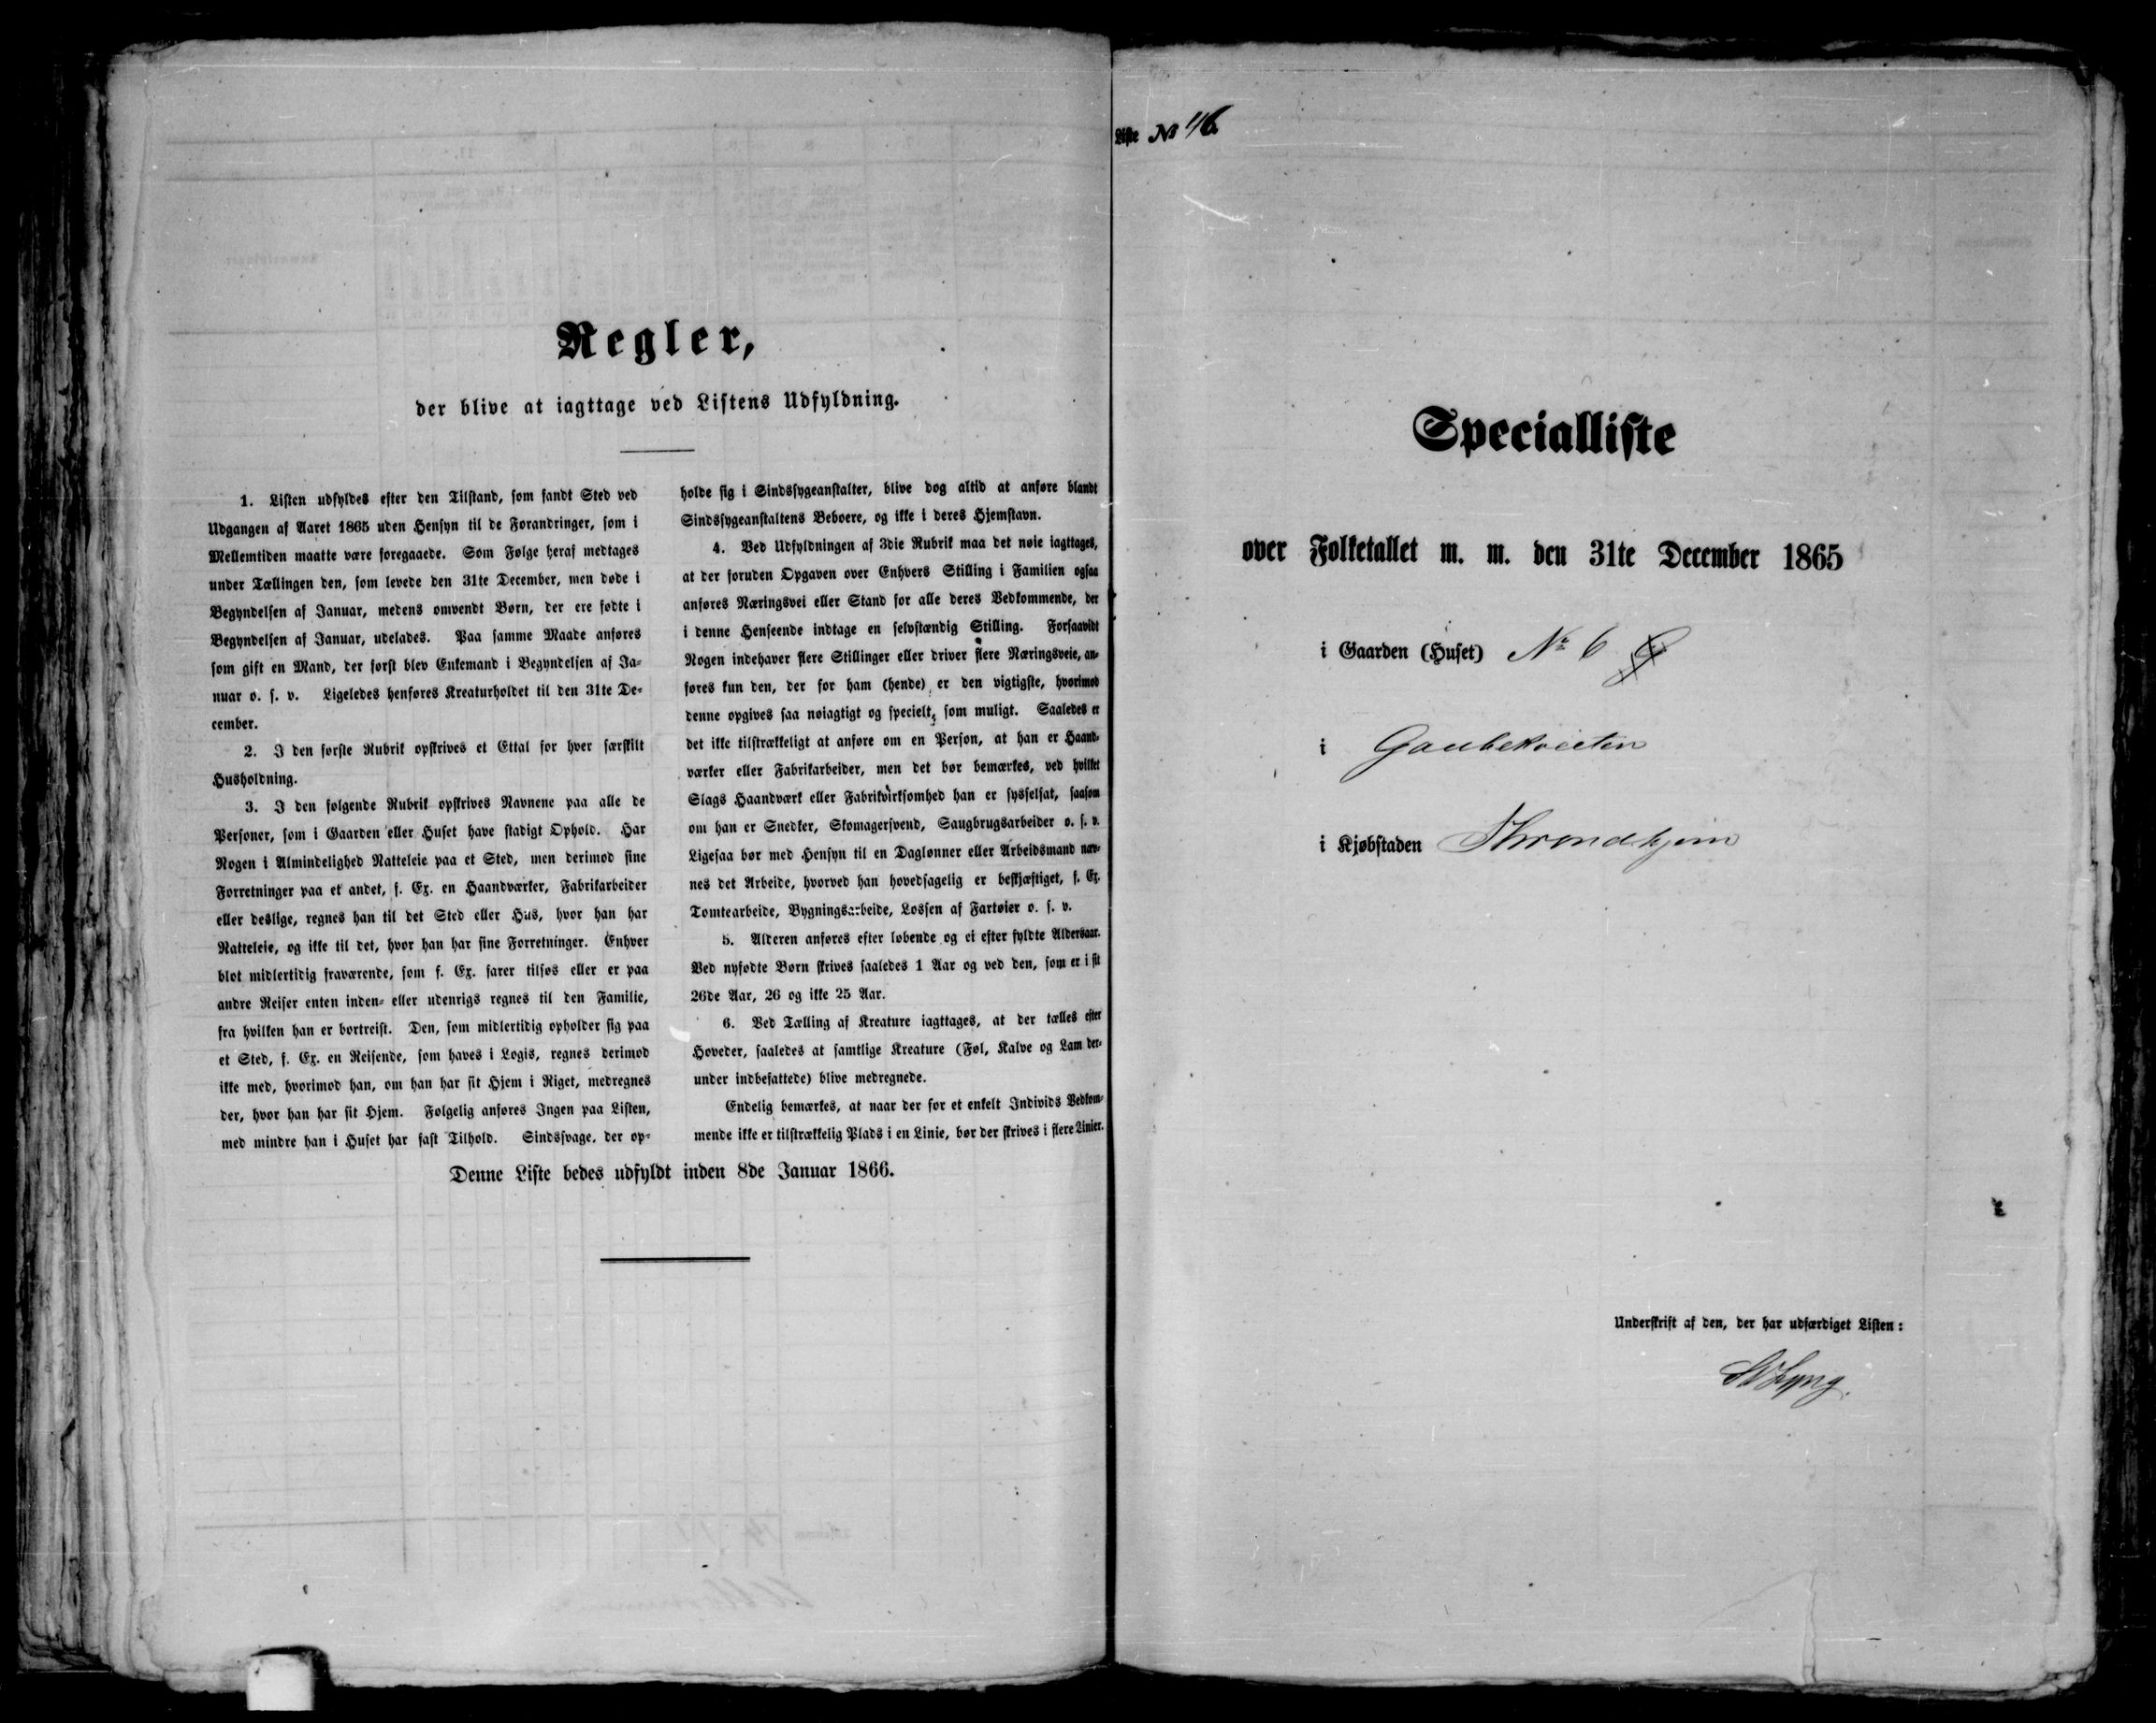 Regler,
der blive at iagttage ved Listens Udfyldning.
1. Listen udfyldes efter den Tilstand, som fandt Sted ved
Udgangen af Aaret 1865 uden Hensyn til de Forandringer, som i
Mellemtiden maatte være foregaaede. Som Følge heraf medtages
under Tællingen den, som levede den 31te December, men døde i
Begyndelsen af Januar, medens omvendt Børn, der ere fødte i
Begyndelsen af Januar, udelades. Paa samme Maade anføres
som gift en Mand, der først blev Enkemand i Begyndelsen af Ja-
nuar o. s. v. Ligeledes henføres Kreaturholdet til den 31te De-
cember.
2. I den første Rubrik opskrives et Ettal for hver særskilt
Husholdning.
3. I den følgende Rubrik opskrives Navnene paa alle de
Personer, som i Gaarden eller Huset have stadigt Ophold. Har
Nogen i Almindelighed Natteleie paa et Sted, men derimod sine
Forretninger paa et andet, f. Ex. en Haandværker, Fabrikarbeider
eller deslige, regnes han til det Sted eller Hus, hvor han har
Natteleie, og ikke til det, hvor han har sine Forretninger. Enhver
blot midlertidig fraværende, som f. Ex. farer tilsøs eller er paa
andre Reiser enten inden- eller udenrigs regnes til den Familie,
fra hvilken han er bortreist. Den, som midlertidig opholder sig paa
et Sted, f. Ex. en Reisende, som haves i Logis, regnes derimod
ikke med, hvorimod han, om han har sit Hjem i Riget, medregnes
der, hvor han har sit Hjem. Følgelig anføres Ingen paa Listen,
med mindre han i Huset har fast Tilhold. Sindssvage, der op-
holde sig i Sindssygeanstalter, blive dog altid at anføre blandt
Sindssygeanstaltens Beboere, og ikke i deres Hjemstavn.
4. Ved Udfyldningen af 3die Rubrik maa det nøie iagttages,
at der foruden Opgaven over Enhvers Stilling i Familien ogsaa
anføres Næringsvei eller Stand for alle deres Vedkommende, der
i denne Henseende indtage en selvstændig Stilling. Forsaavidt
Nogen indehaver flere Stillinger eller driver flere Næringsveie, an-
føres kun den, der for ham (hende) er den vigtigste, hvorimod
denne opgives saa nøiagtigt og specielt, som muligt. Saaledes er
det ikke tilstrækkeligt at anføre om en Person, at han er Haand-
værker eller Fabrikarbeider, men det bør bemærkes, ved hvilket
Slags Haandværk eller Fabrikvirksomhed han er sysselsat, saasom
om han er Snedker, Skomagersvend, Saugbrugsarbeider o. s. v.
Ligesaa bør med Hensyn til en Daglønner eller Arbeidsmand næv-
nes det Arbeide, hvorved han hovedsagelig er beskjæftiget, f. Ex.
Tomtearbeide, Bygningsarbeide, Lossen af Fartøier o. s. v.
5. Alderen anføres efter løbende og ei efter fyldte Aldersaar.
Ved nyfødte Børn skrives saaledes 1 Aar og ved den, som er i sit
26de Aar, 26 og ikke 25 Aar.
6. Ved Tælling af Kreature iagttages, at der tælles efter
Hoveder, saaledes at samtlige Kreature (Føl, Kalve og Lam der-
under indbefattede) blive medregnede.
Endelig bemærkes, at naar der for et enkelt Individs Vedkom-
mende ikke er tilstrækkelig Plads i en Linie, bør der skrives i flere Linier.
Denne Liste bedes udfyldt inden 8de Januar 1866.
Liste No 46
Specialliste
over Folketallet m. m. den 31te December 1865
i Gaarden (Huset) No 6
i Gaubekveeten
i Kjøbstaden Throndhjem
Underskrift af den, der har udfærdiget Listen:
Lyng.